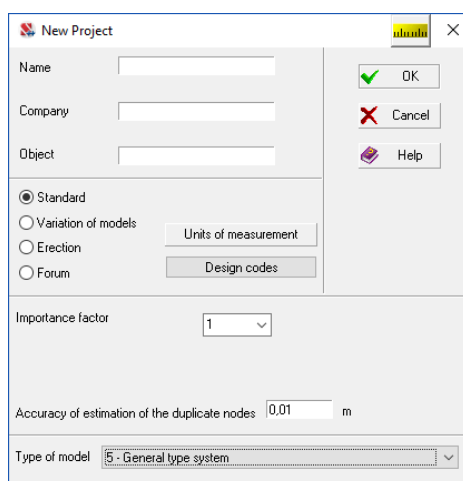 New Project
Name
OK
Company
Cancel
Object
Help
Standard
Variation of models
Units of measurement
Erection
Design codes
Forum
Importance factor 1
Accuracy of estimation of the duplicate nodes 0,01 m
Type of model 5 - General type system